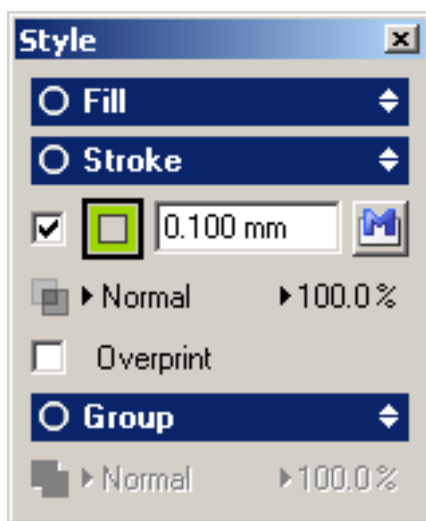 Style
Fill
Stroke
0.100 mm
Normal 100.0%
Overprint
Group
Normal 100.0%